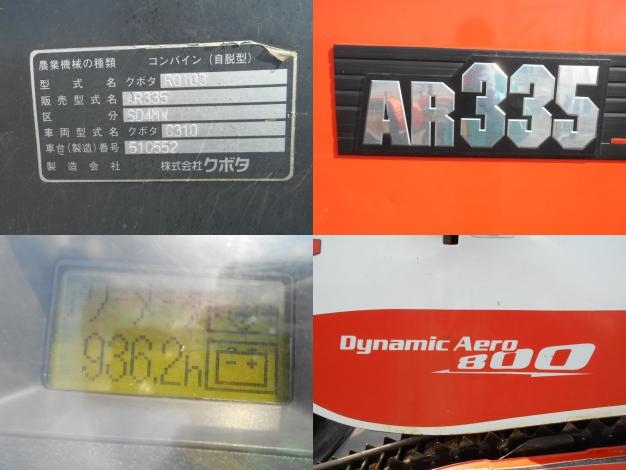 農業機械の種類 コンバイン (自脱型)
型式名 クボタ R0103
販売型式名 AR335
区分 SD4MW
車両型式名 クボタ C310
車台(製造)番号 510552
製造会社 株式会社クボタ
AR335
936.2h
Dynamic Aero
800